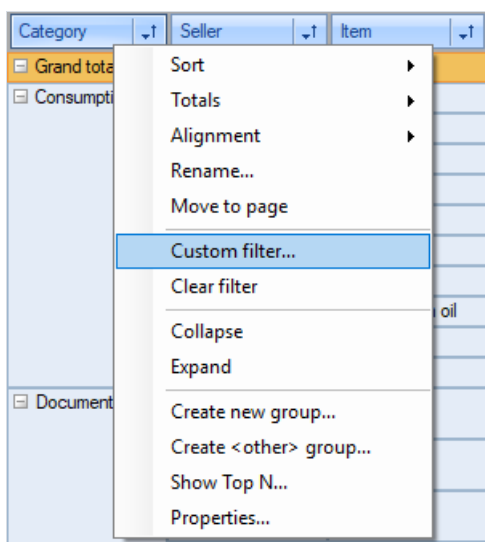 Category Seller Item
Grand tota
Sort
Consumpti
Totals
Alignment
Rename...
Move to page
Custom filter...
Clear filter
oil
Collapse
Expand
Document
Create new group...
Create <other> group...
Show Top N...
Properties...